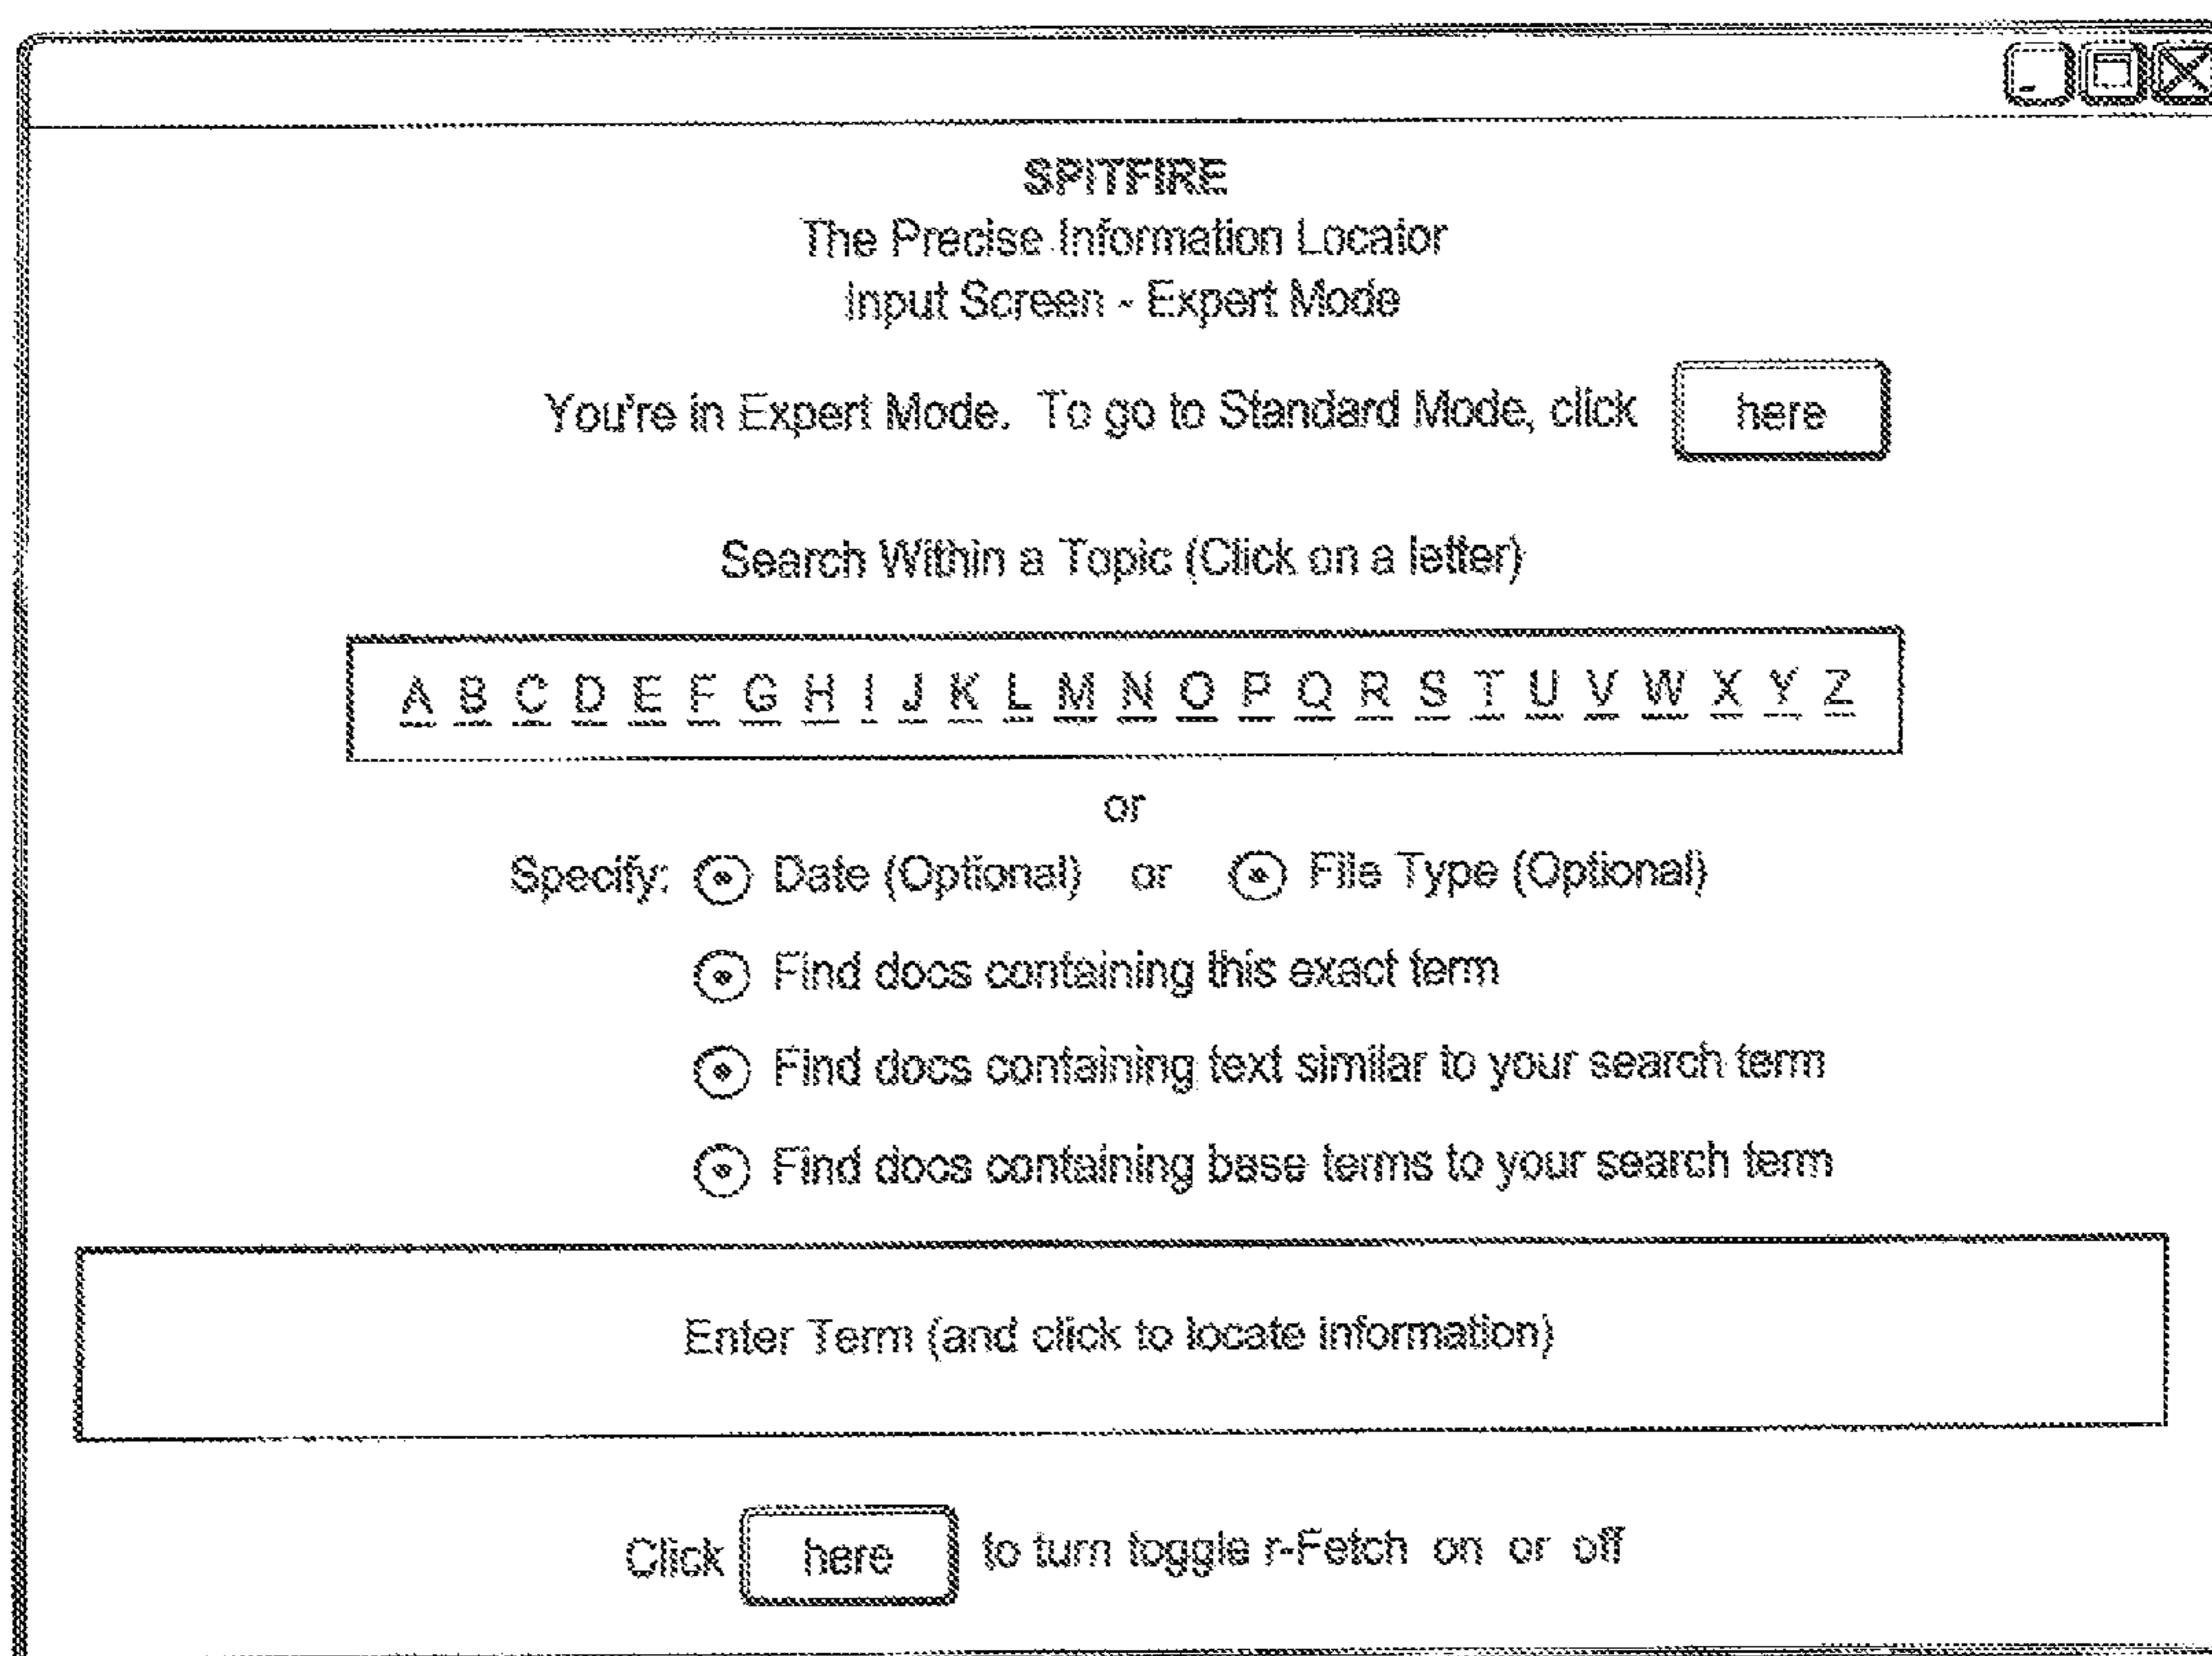 SPITFIRE
The Precise Information Locator
Input Screen - Expert Mode
You're in Expert Mode.  To go to Standard Mode, click here
Search Within a Topic (Click on a letter)
A B C D E F G H I J K L M N O P Q R S T U V W X Y Z
or
Specify: Date (Optional) or File Type (Optional)
Find docs containing this exact term
Find docs containing text similar to your search term
Find docs containing base terms to your search term
Enter Term (and click to locate information)
Click here to turn toggle r-Fetch on or off